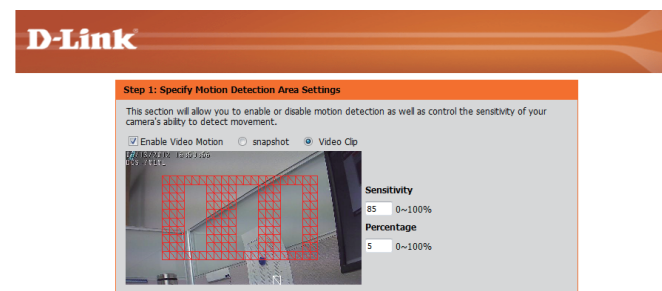 D-Link
Step 1: Specify Motion Detection Area Settings
This section will allow you to enable or disable motion detection as well as control the sensitivity of your
camera's ability to detect movement.
Enable Video Motion snapshot Video Clip
Sensitivity
85 0~100%
Percentage
5 0~100%